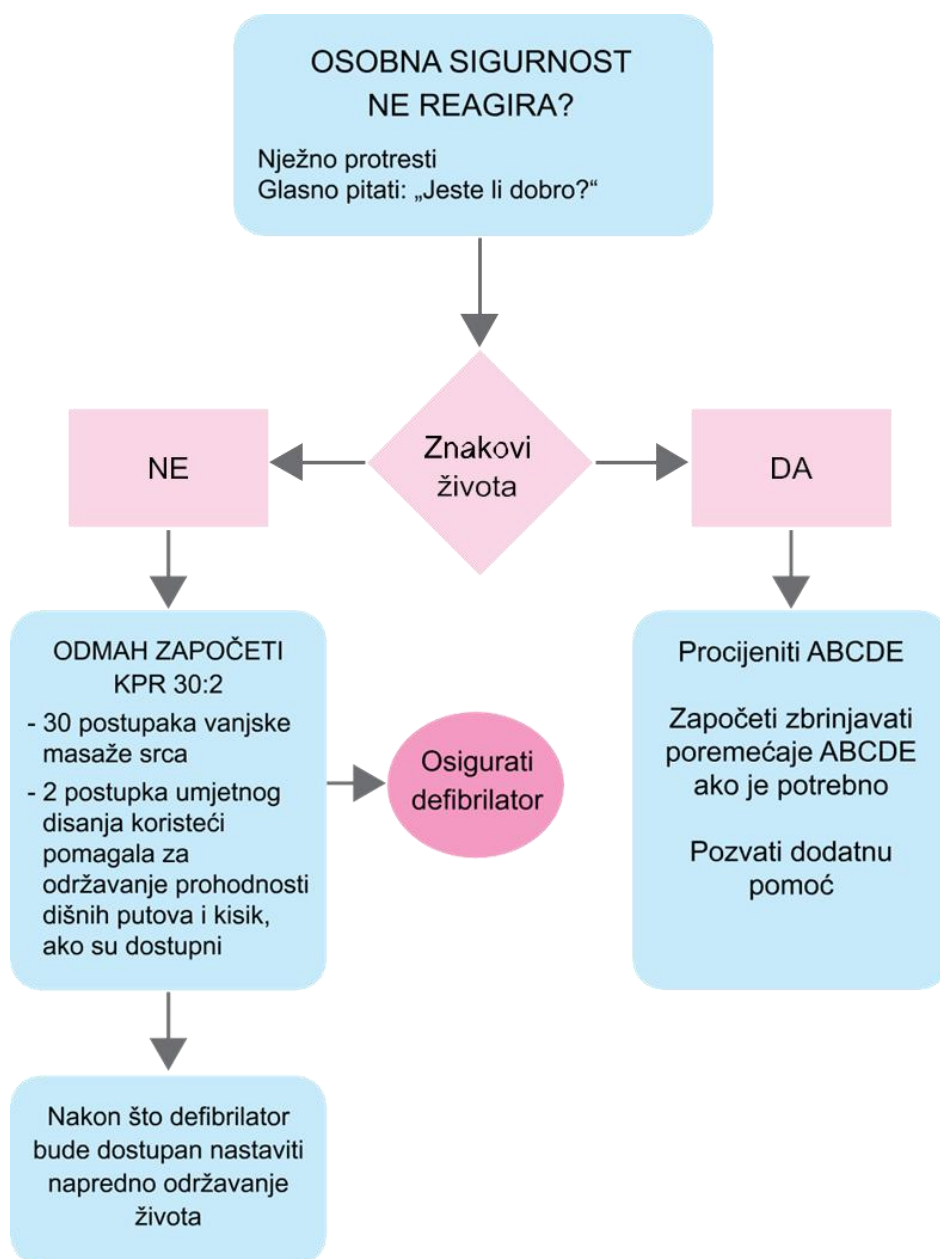 OSOBNA SIGURNOST
NE REAGIRA?
Nježno protresti
Glasno pitati: „Jeste li dobro?“
Znakovi
života
NE
DA
ODMAH ZAPOČETI
KPR 30:2
- 30 postupaka vanjske
masaže srca
- 2 postupka umjetnog
disanja koristeći
pomagala za
održavanje prohodnosti
dišnih putova i kisik,
ako su dostupni
Osigurati
defibrilator
Procijeniti ABCDE
Započeti zbrinjavati
poremećaje ABCDE
ako je potrebno
Pozvati dodatnu
pomoć
Nakon što defibrilator
bude dostupan nastaviti
napredno održavanje
života